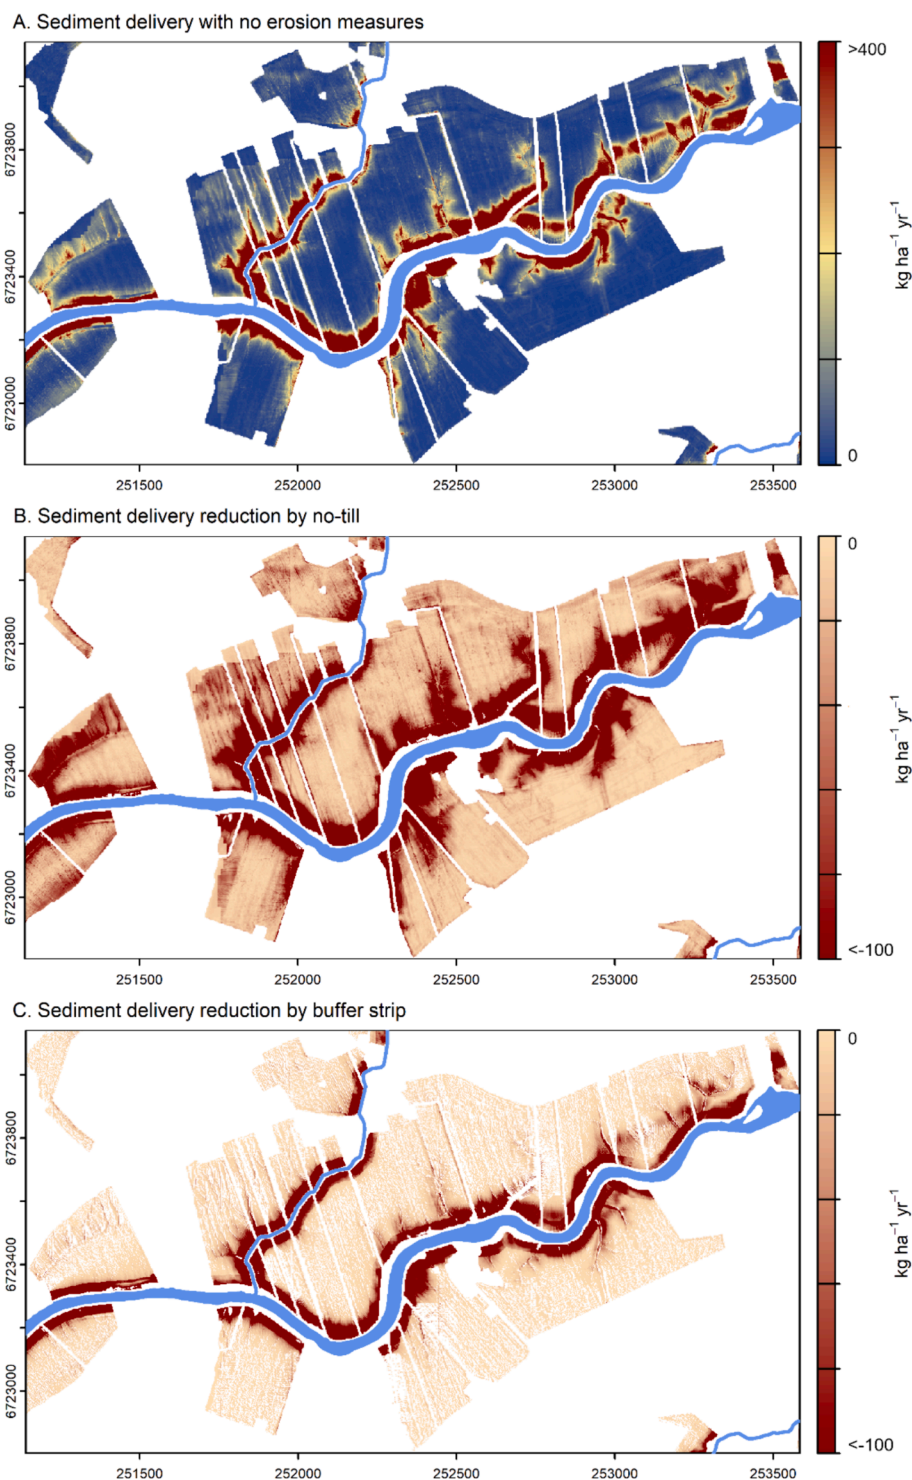 A. Sediment delivery with no erosion measures
6723800
6723400
6723000
251500 252000 252500 253000 253500
>400
0
kg ha⁻¹ yr⁻¹
B. Sediment delivery reduction by no-till
6723800
6723400
6723000
251500 252000 252500 253000 253500
0
<-100
kg ha⁻¹ yr⁻¹
C. Sediment delivery reduction by buffer strip
6723800
6723400
6723000
251500 252000 252500 253000 253500
0
<-100
kg ha⁻¹ yr⁻¹